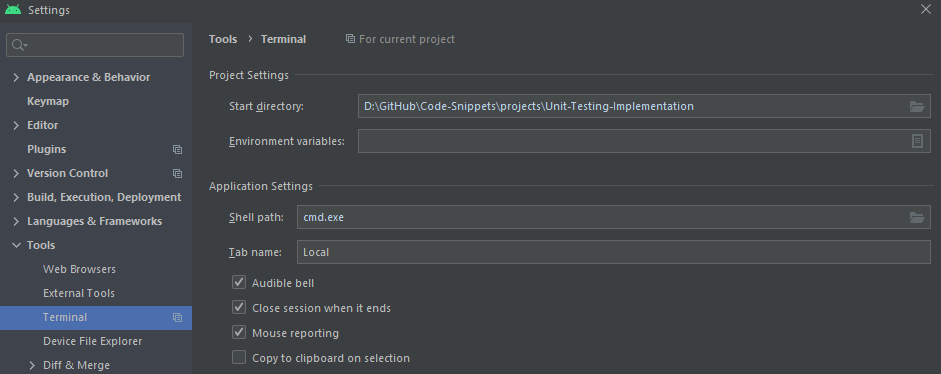 Settings
Appearance & Behavior
Keymap
Editor
Plugins
Version Control
Build, Execution, Deployment
Languages & Frameworks
Tools
Web Browsers
External Tools
Terminal
Device File Explorer
Diff & Merge
Tools › Terminal For current project
Project Settings
Start directory: D:\GitHub\Code-Snippets\projects\Unit-Testing-Implementation
Environment variables:
Application Settings
Shell path: cmd.exe
Tab name: Local
Audible bell
Close session when it ends
Mouse reporting
Copy to clipboard on selection